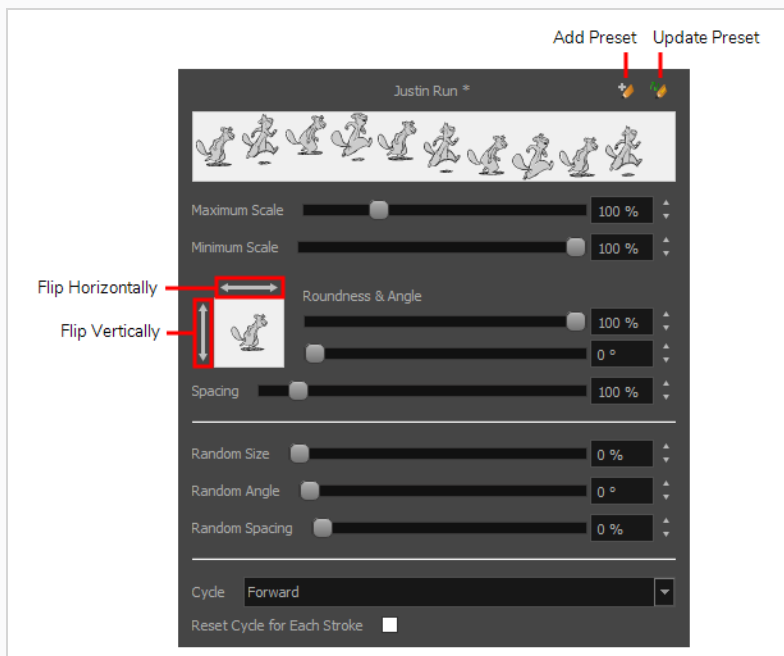 Add Preset Update Preset
Justin Run *
Maximum Scale 100 %
Minimum Scale 100 %
Flip Horizontally
Roundness & Angle
100 %
Flip Vertically
0 °
Spacing 100 %
Random Size 0 %
Random Angle 0 °
Random Spacing 0 %
Cycle Forward
Reset Cycle for Each Stroke